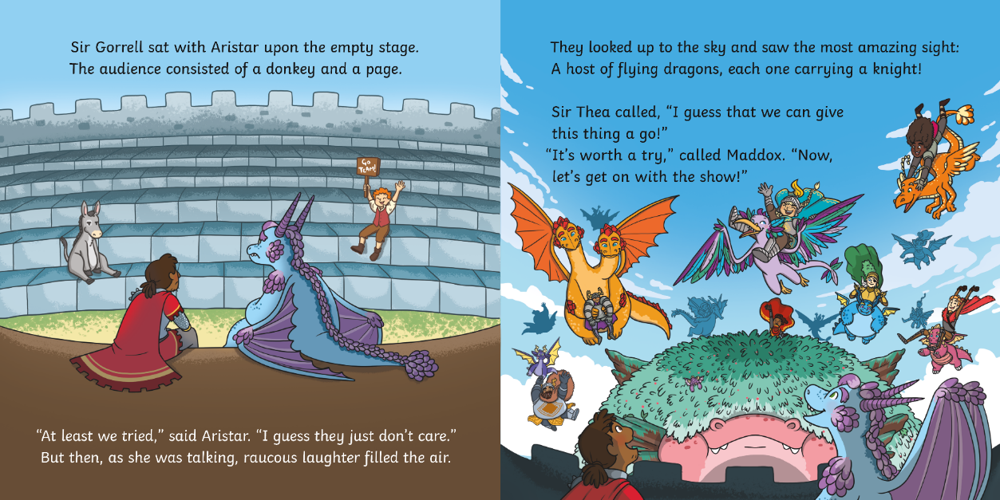 Sir Gorrell sat with Aristar upon the empty stage.
The audience consisted of a donkey and a page.
Go
Team!
“At least we tried,” said Aristar. “I guess they just don’t care.”
But then, as she was talking, raucous laughter filled the air.
They looked up to the sky and saw the most amazing sight:
A host of flying dragons, each one carrying a knight!
Sir Thea called, “I guess that we can give
this thing a go!”
“It’s worth a try,” called Maddox. “Now,
let’s get on with the show!”